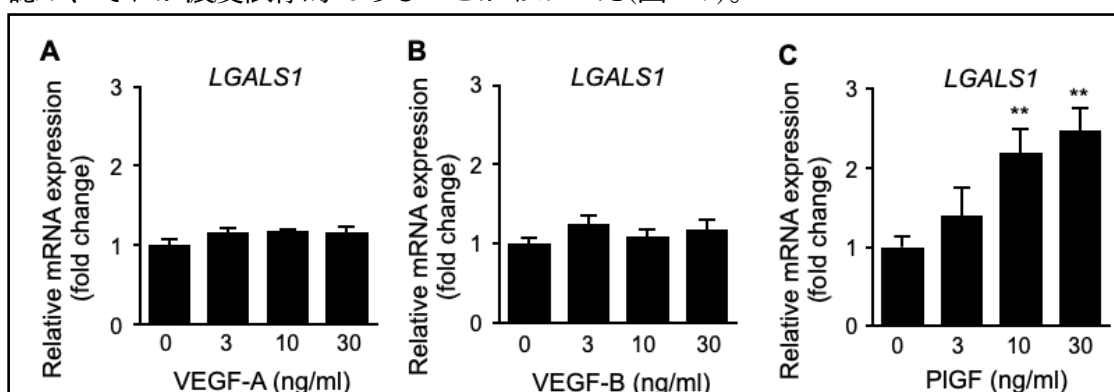 A
LGALS1
Relative mRNA expression
(fold change)
3
2
1
0
0 3 10 30
VEGF-A (ng/ml)
B
LGALS1
Relative mRNA expression
(fold change)
3
2
1
0
0 3 10 30
VEGF-B (ng/ml)
C
LGALS1
** **
Relative mRNA expression
(fold change)
3
2
1
0
0 3 10 30
PlGF (ng/ml)